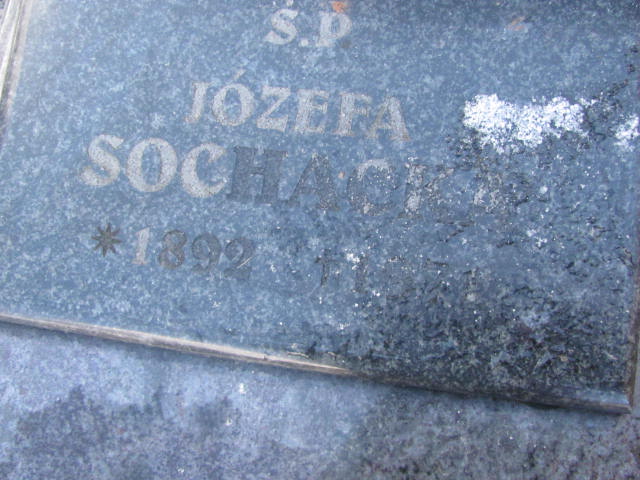 Ś.P.
JÓZEFA
SOCHACKA
*1892